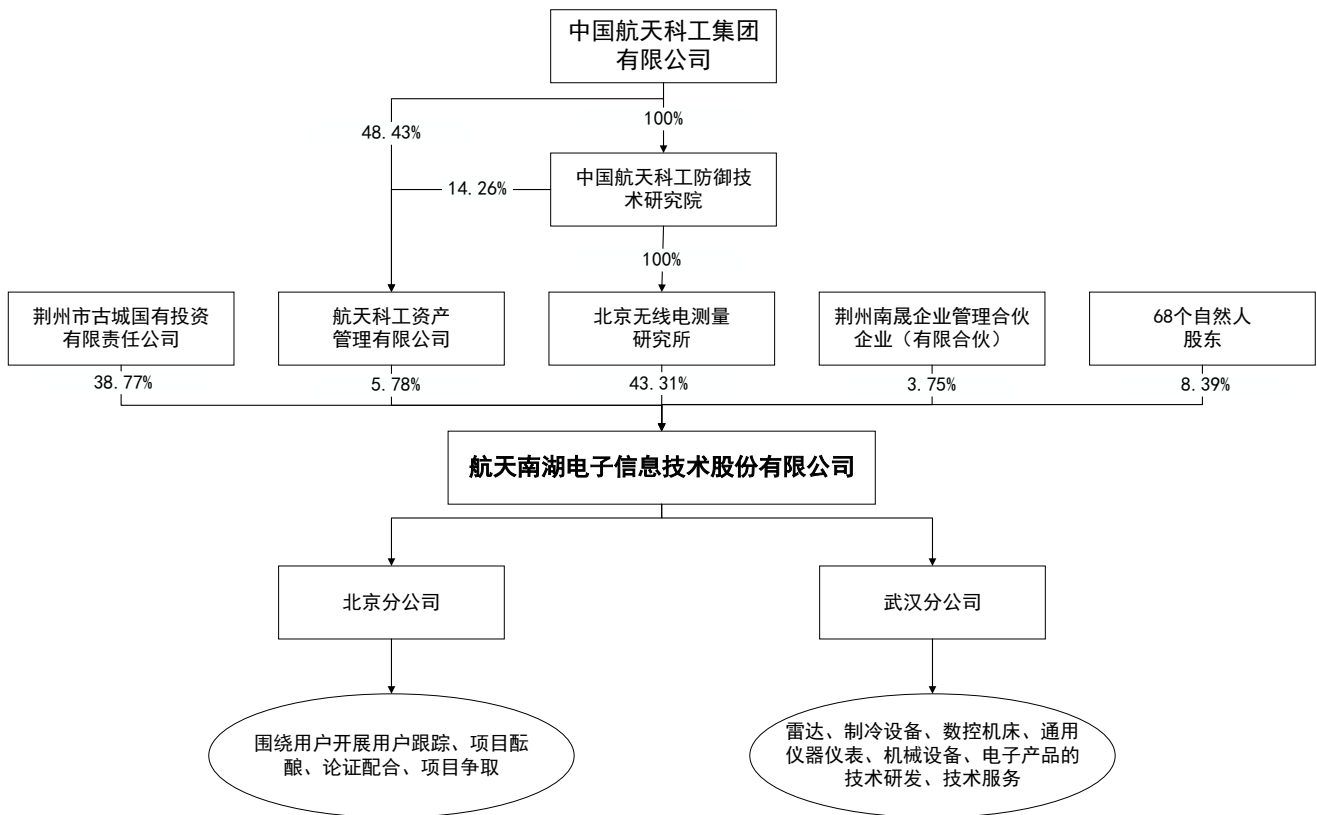 中国航天科工集团
有限公司
48.43%
100%
14.26%
中国航天科工防御技
术研究院
100%
荆州市古城国有投资
有限责任公司
航天科工资产
管理有限公司
北京无线电测量
研究所
荆州南晟企业管理合伙
企业（有限合伙）
68个自然人
股东
38.77%
5.78%
43.31%
3.75%
8.39%
航天南湖电子信息技术股份有限公司
北京分公司
武汉分公司
围绕用户开展用户跟踪、项目酝
酿、论证配合、项目争取
雷达、制冷设备、数控机床、通用
仪器仪表、机械设备、电子产品的
技术研发、技术服务